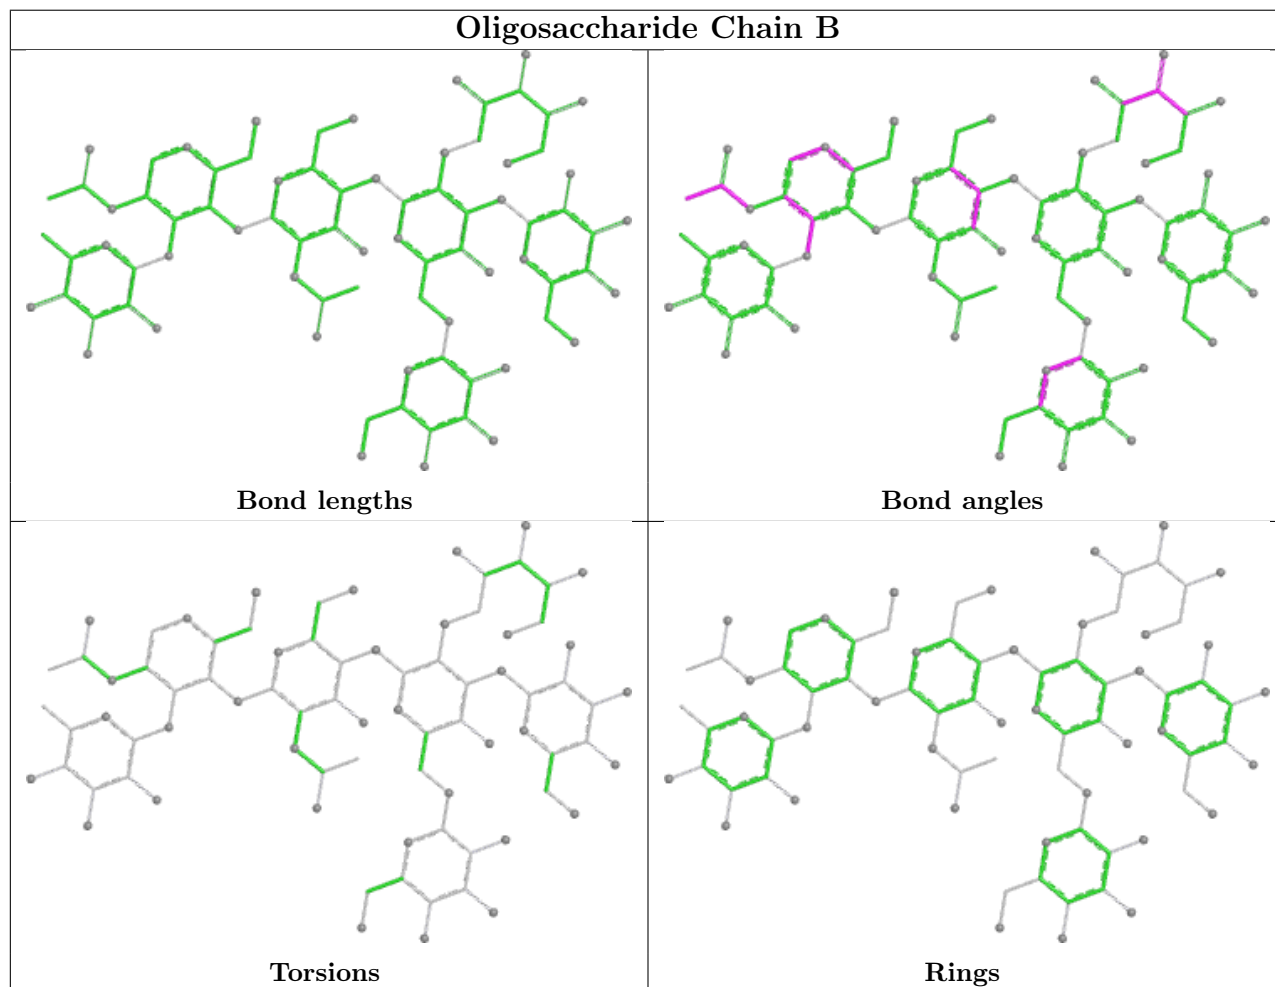 Oligosaccharide Chain B
Bond lengths
Bond angles
Torsions
Rings